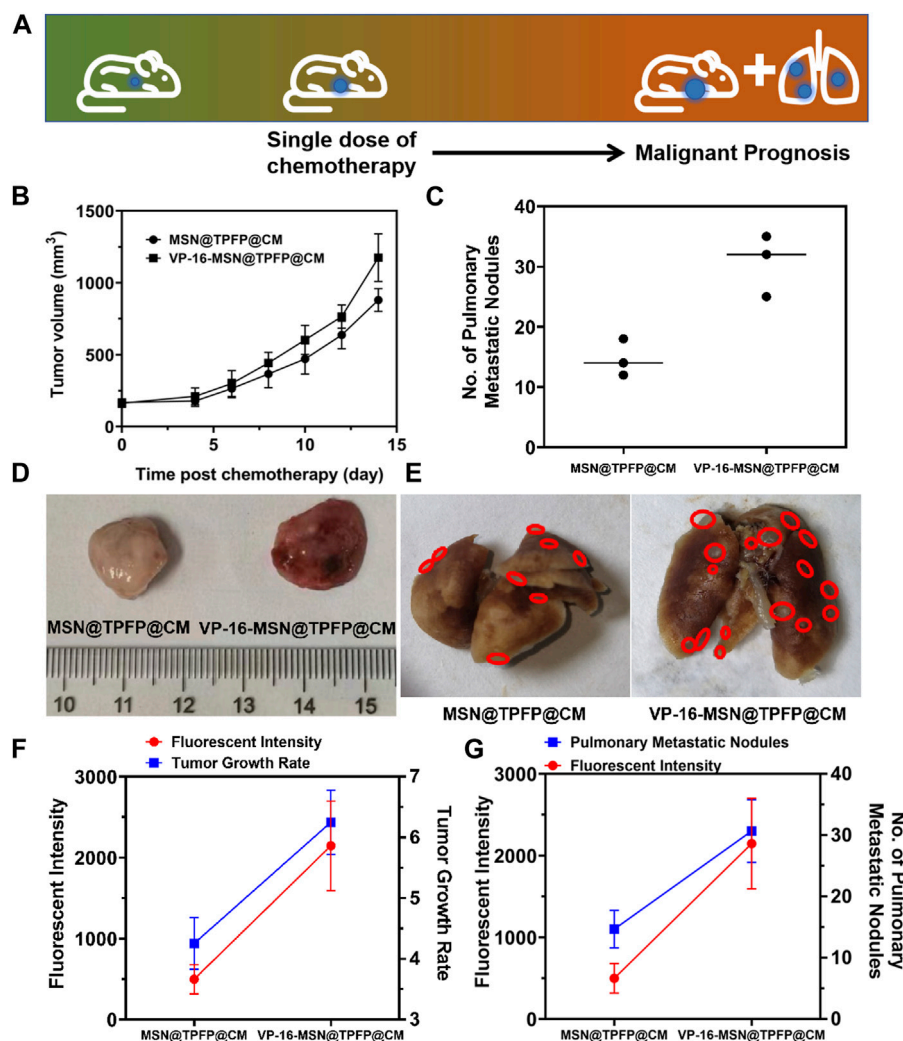 A
Single dose of
chemotherapy
Malignant Prognosis
B
1500
1000
500
0
Tumor volume (mm³)
MSN@TPFP@CM
VP-16-MSN@TPFP@CM
0 5 10 15
Time post chemotherapy (day)
C
40
30
20
10
0
No. of Pulmonary
Metastatic Nodules
MSN@TPFP@CM VP-16-MSN@TPFP@CM
D
MSN@TPFP@CM VP-16-MSN@TPFP@CM
10 11 12 13 14 15
E
MSN@TPFP@CM VP-16-MSN@TPFP@CM
F
Fluorescent Intensity
Tumor Growth Rate
3000
2000
1000
0
Fluorescent Intensity
7
6
5
4
3
Tumor Growth Rate
MSN@TPFP@CM VP-16-MSN@TPFP@CM
G
Pulmonary Metastatic Nodules
Fluorescent Intensity
3000
2000
1000
0
Fluorescent Intensity
40
30
20
10
0
No. of Pulmonary
Metastatic Nodules
MSN@TPFP@CM VP-16-MSN@TPFP@CM